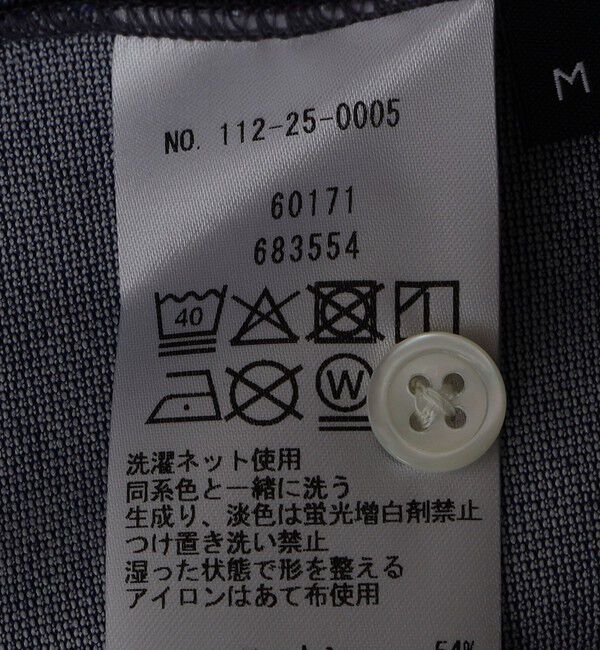 M
NO. 112-25-0005
60171
683554
40
W
洗濯ネット使用
同系色と一緒に洗う
生成り、淡色は蛍光増白剤禁止
つけ置き洗い禁止
湿った状態で形を整える
アイロンはあて布使用
54%